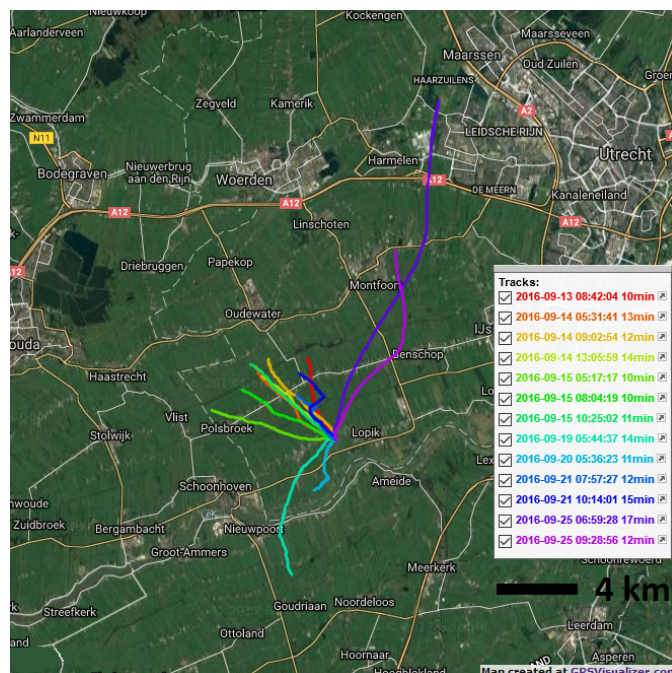 Nieuwkoop
Aarlanderveen
Kockengen
Maarsseveen
Maarssen
Oud Zuilen
HAARZUILENS
Zegveld
Kamerik
A2
Zwammerdam
LEIDSCHE RIJN
N11
Utrecht
Harmelen
Bodegraven
Nieuwerbrug
aan den Rijn
Woerden
A12
DE MEERN
Kanaleneiland
A12
A12
Linschoten
Driebruggen
Papekop
A12
Montfoort
Oudewater
Benschop
Haastrecht
Vlist
Polsbroek
Lopik
Stolwijk
Schoonhoven
Ameide
Lek
Zuidbroek
Bergambacht
Nieuwpoort
Groot-Ammers
Meerkerk
Streefkerk
Goudriaan
Noordeloos
Ottoland
Leerdam
Hoornaar
Asperen
Tracks:
2016-09-13 08:42:04 10min
2016-09-14 05:31:41 13min
2016-09-14 09:02:54 12min
2016-09-14 13:05:59 14min
2016-09-15 05:17:17 10min
2016-09-15 08:04:19 10min
2016-09-15 10:25:02 11min
2016-09-19 05:44:37 14min
2016-09-20 05:36:23 11min
2016-09-21 07:57:27 12min
2016-09-21 10:14:01 15min
2016-09-25 06:59:28 17min
2016-09-25 09:28:56 12min
4 km
Map created at GPSVisualizer.com